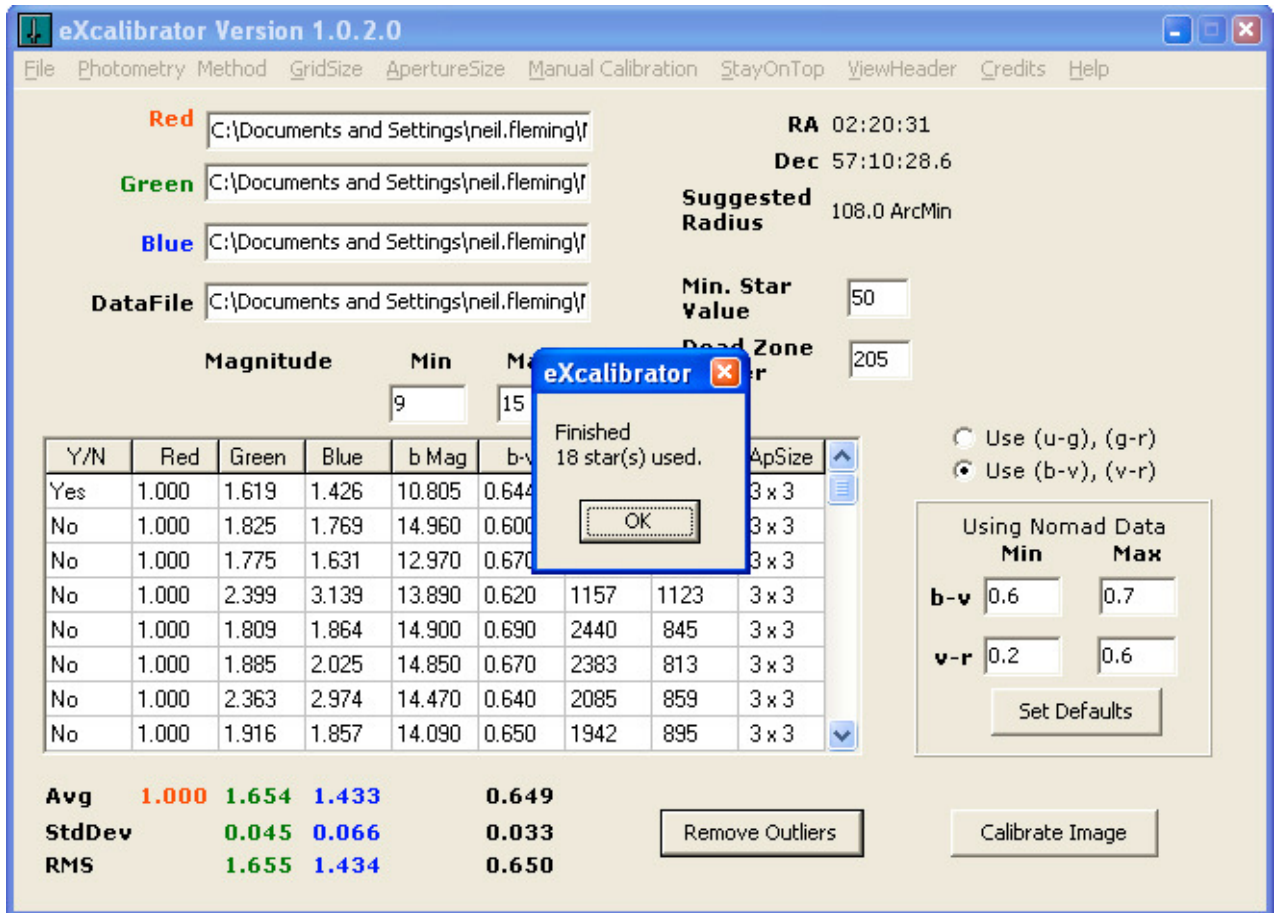 eXcalibrator Version 1.0.2.0
File Photometry Method GridSize ApertureSize Manual Calibration StayOnTop ViewHeader Credits Help
Red C:\Documents and Settings\neil.fleming\
RA 02:20:31
Green C:\Documents and Settings\neil.fleming\
Dec 57:10:28.6
Suggested
Radius 108.0 ArcMin
Blue C:\Documents and Settings\neil.fleming\
DataFile C:\Documents and Settings\neil.fleming\
Min. Star
Value 50
Zone
205
Magnitude Min
9 15
eXcalibrator
Finished
18 star(s) used.
OK
Use (u-g), (g-r)
Use (b-v), (v-r)
Y/N Red Green Blue b Mag b-v ApSize
Yes 1.000 1.619 1.426 10.805 0.644 3 x 3
No 1.000 1.825 1.769 14.960 0.600 3 x 3
No 1.000 1.775 1.631 12.970 0.670 3 x 3
No 1.000 2.399 3.139 13.890 0.620 1157 1123 3 x 3
No 1.000 1.809 1.864 14.900 0.690 2440 845 3 x 3
No 1.000 1.885 2.025 14.850 0.670 2383 813 3 x 3
No 1.000 2.363 2.974 14.470 0.640 2085 859 3 x 3
No 1.000 1.916 1.857 14.090 0.650 1942 895 3 x 3
Using Nomad Data
Min Max
b-v 0.6 0.7
v-r 0.2 0.6
Set Defaults
Avg 1.000 1.654 1.433 0.649
StdDev 0.045 0.066 0.033
RMS 1.655 1.434 0.650
Remove Outliers
Calibrate Image